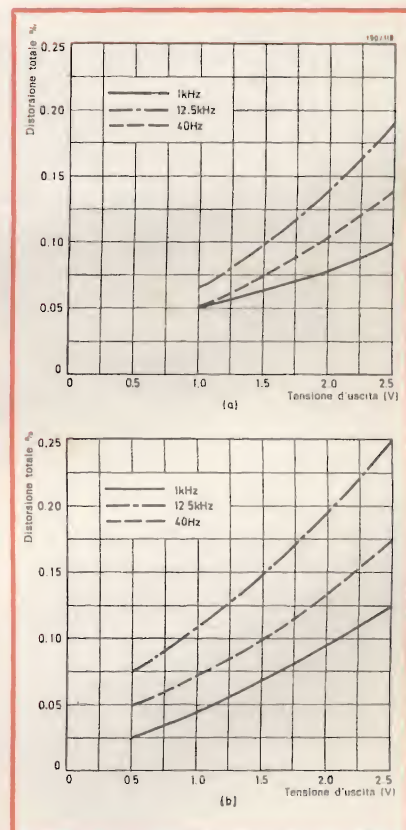 0.25
Distorsione totale %
1kHz
12.5kHz
40Hz
0.20
0.15
0.10
0.05
0
0 0.5 1.0 1.5 2.0 2.5
Tensione d'uscita (V)
(a)
0.25
Distorsione totale %
1kHz
12 5kHz
40Hz
0.20
0.15
0.10
0.05
0
0 0.5 1.0 1.5 2.0 2.5
Tensione d'uscita (V)
(b)